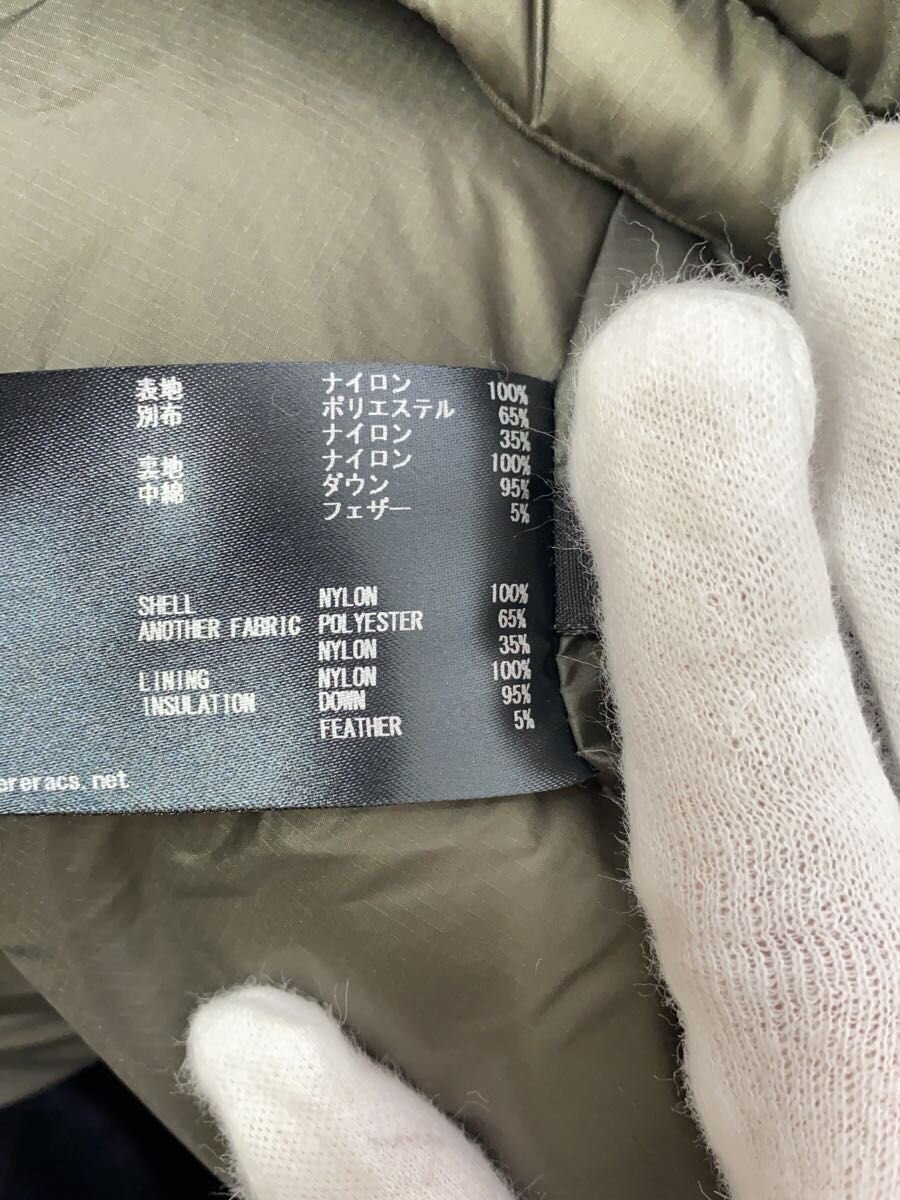 表地 ナイロン 100%
別布 ポリエステル 65%
ナイロン 35%
裏地 ナイロン 100%
中綿 ダウン 95%
フェザー 5%
SHELL NYLON 100%
ANOTHER FABRIC POLYESTER 65%
NYLON 35%
LINING NYLON 100%
INSULATION DOWN 95%
FEATHER 5%
ereracs.net